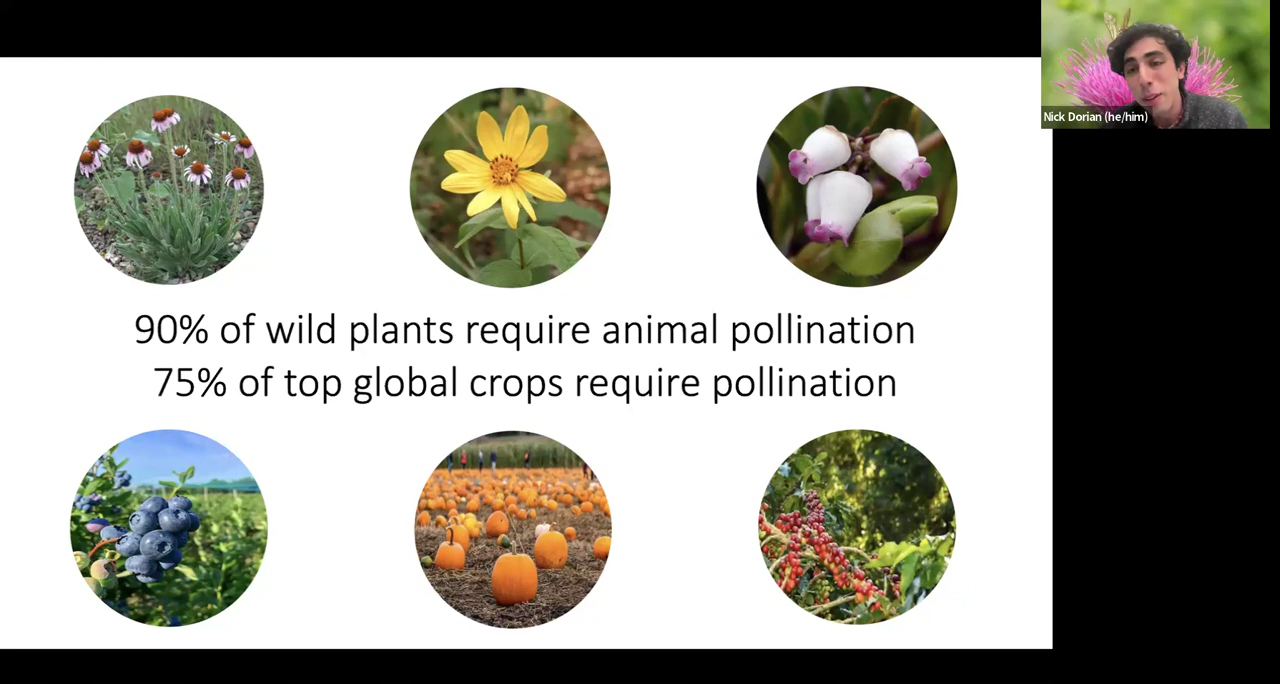 Nick Dorian (he/him)
90% of wild plants require animal pollination
75% of top global crops require pollination